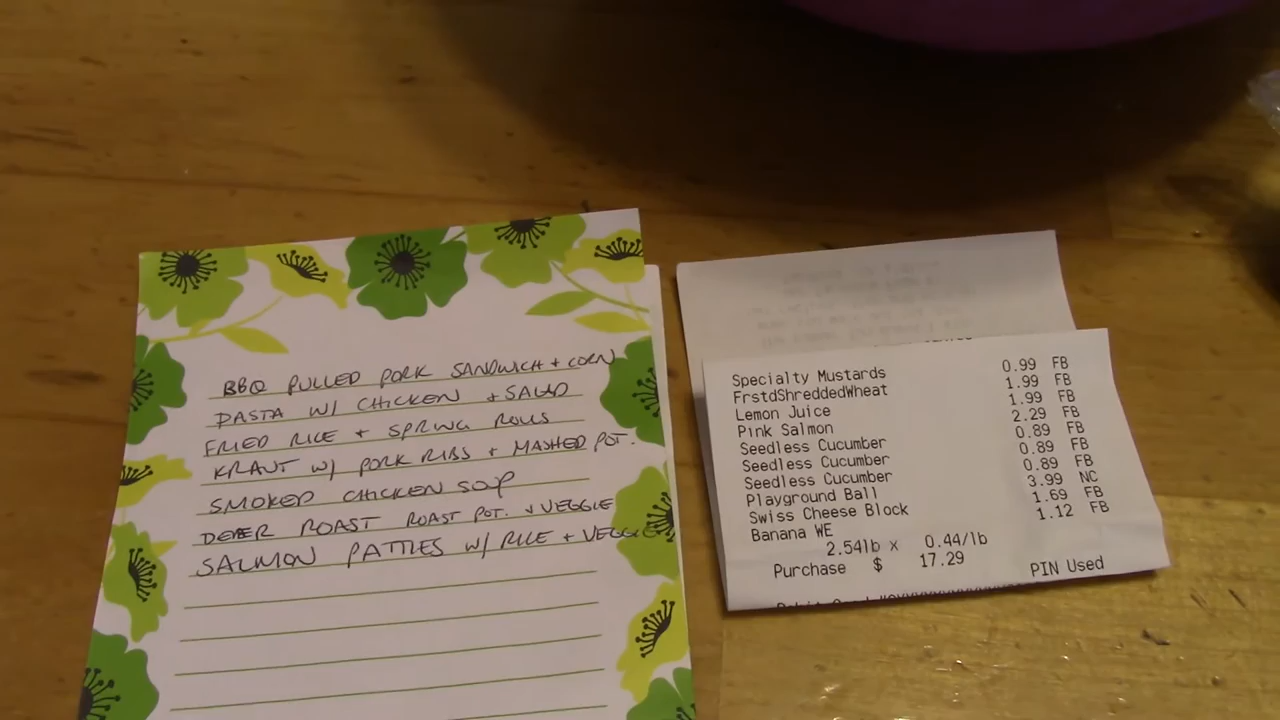 BBQ PULLED PORK SANDWICH + CORN
PASTA W/ CHICKEN + SALAD
FRIED RICE + SPRING ROLLS
KRAUT W/ PORK RIBS + MASHED POT.
SMOKED CHICKEN SOUP
DEER ROAST ROAST POT. + VEGGIE
SALMON PATTIES W/ RICE + VEGGIE
Specialty Mustards 0.99 FB
FrstdShreddedWheat 1.99 FB
Lemon Juice 1.99 FB
Pink Salmon 2.29 FB
Seedless Cucumber 0.89 FB
Seedless Cucumber 0.89 FB
Seedless Cucumber 0.89 FB
Playground Ball 3.99 NC
Swiss Cheese Block 1.69 FB
Banana WE 1.12 FB
2.54lb x 0.44/lb
Purchase $ 17.29 PIN Used